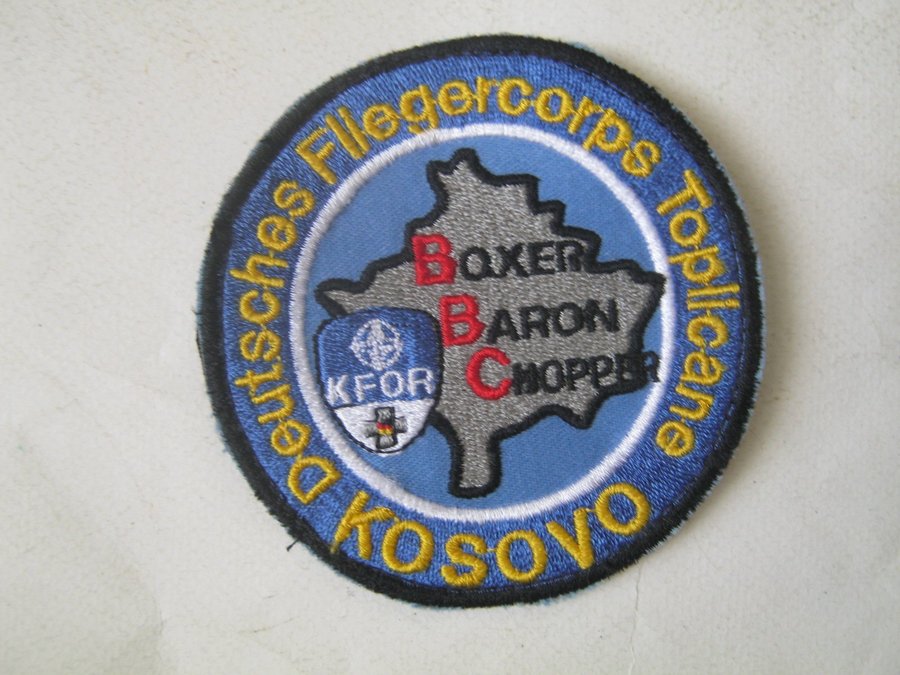 Deutsches Fliegercorps Toplicane
KOSOVO
BOXER
BARON
CHOPPER
KFOR